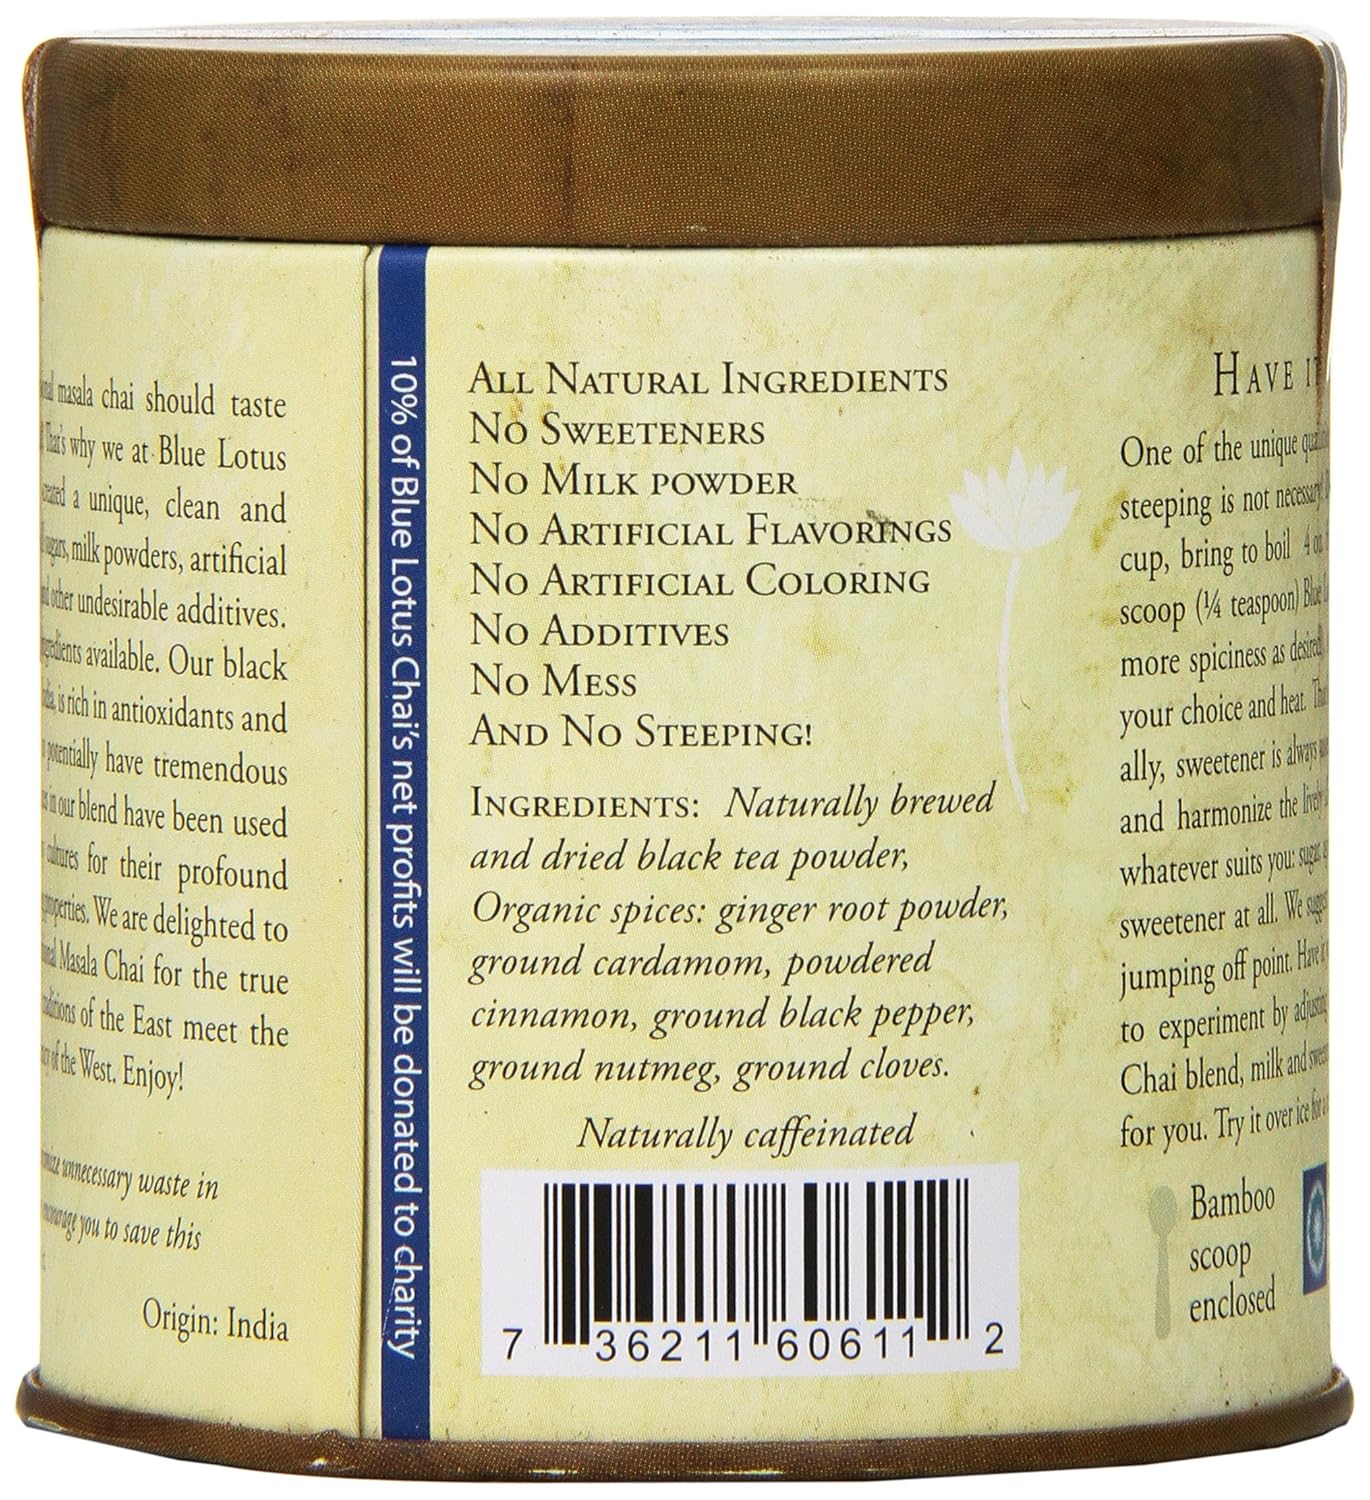 masala chai should taste
That's why we at Blue Lotus
created a unique, clean and
sugars, milk powders, artificial
and other undesirable additives.
ingredients available. Our black
India, is rich in antioxidants and
potentially have tremendous
in our blend have been used
cultures for their profound
properties. We are delighted to
Masala Chai for the true
traditions of the East meet the
of the West. Enjoy!
unnecessary waste in
encourage you to save this
Origin: India
10% of Blue Lotus Chai's net profits will be donated to charity
All Natural Ingredients
No Sweeteners
No Milk powder
No Artificial Flavorings
No Artificial Coloring
No Additives
No Mess
And No Steeping!
Ingredients: Naturally brewed
and dried black tea powder,
Organic spices: ginger root powder,
ground cardamom, powdered
cinnamon, ground black pepper,
ground nutmeg, ground cloves.
Naturally caffeinated
7 36211 60611 2
Have it
One of the unique
steeping is not necessary!
cup, bring to boil 4 oz.
scoop (¼ teaspoon) Blue
more spiciness as desired),
your choice and heat.
ally, sweetener is always
and harmonize the lively
whatever suits you: sugar,
sweetener at all. We suggest
jumping off point. Have
to experiment by adjusting
Chai blend, milk and
for you. Try it over ice for a
Bamboo
scoop
enclosed